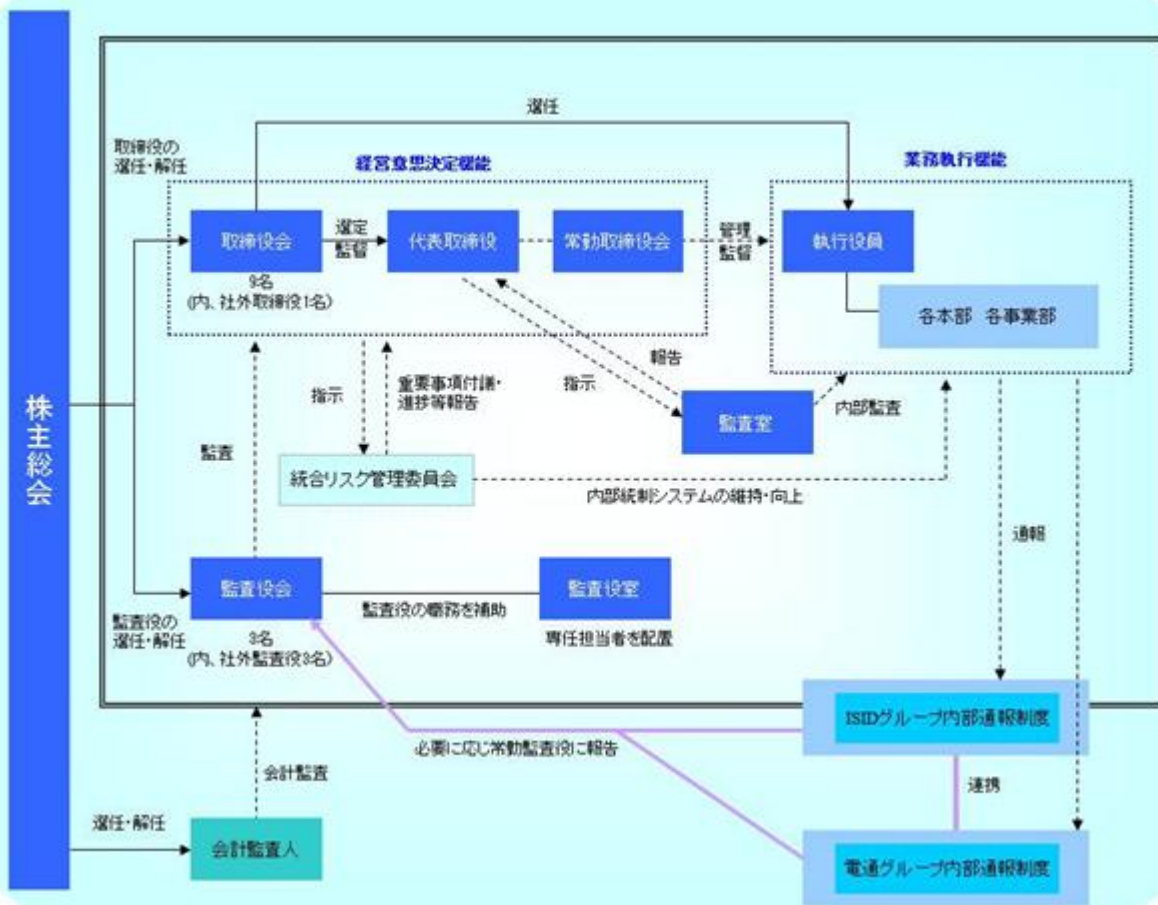 株主総会
選任
取締役の
選任・解任
経営意思決定機能
業務執行機能
取締役会
選定
監督
代表取締役
常勤取締役会
管理
監督
執行役員
9名
(内、社外取締役1名)
各本部 各事業部
指示
重要事項付議・
進捗等報告
報告
指示
監査室
内部監査
監査
統合リスク管理委員会
内部統制システムの維持・向上
通報
監査役会
監査役の職務を補助
監査役室
監査役の
選任・解任
3名
(内、社外監査役3名)
専任担当者を配置
ISIDグループ内部通報制度
必要に応じ常勤監査役に報告
会計監査
連携
選任・解任
会計監査人
電通グループ内部通報制度